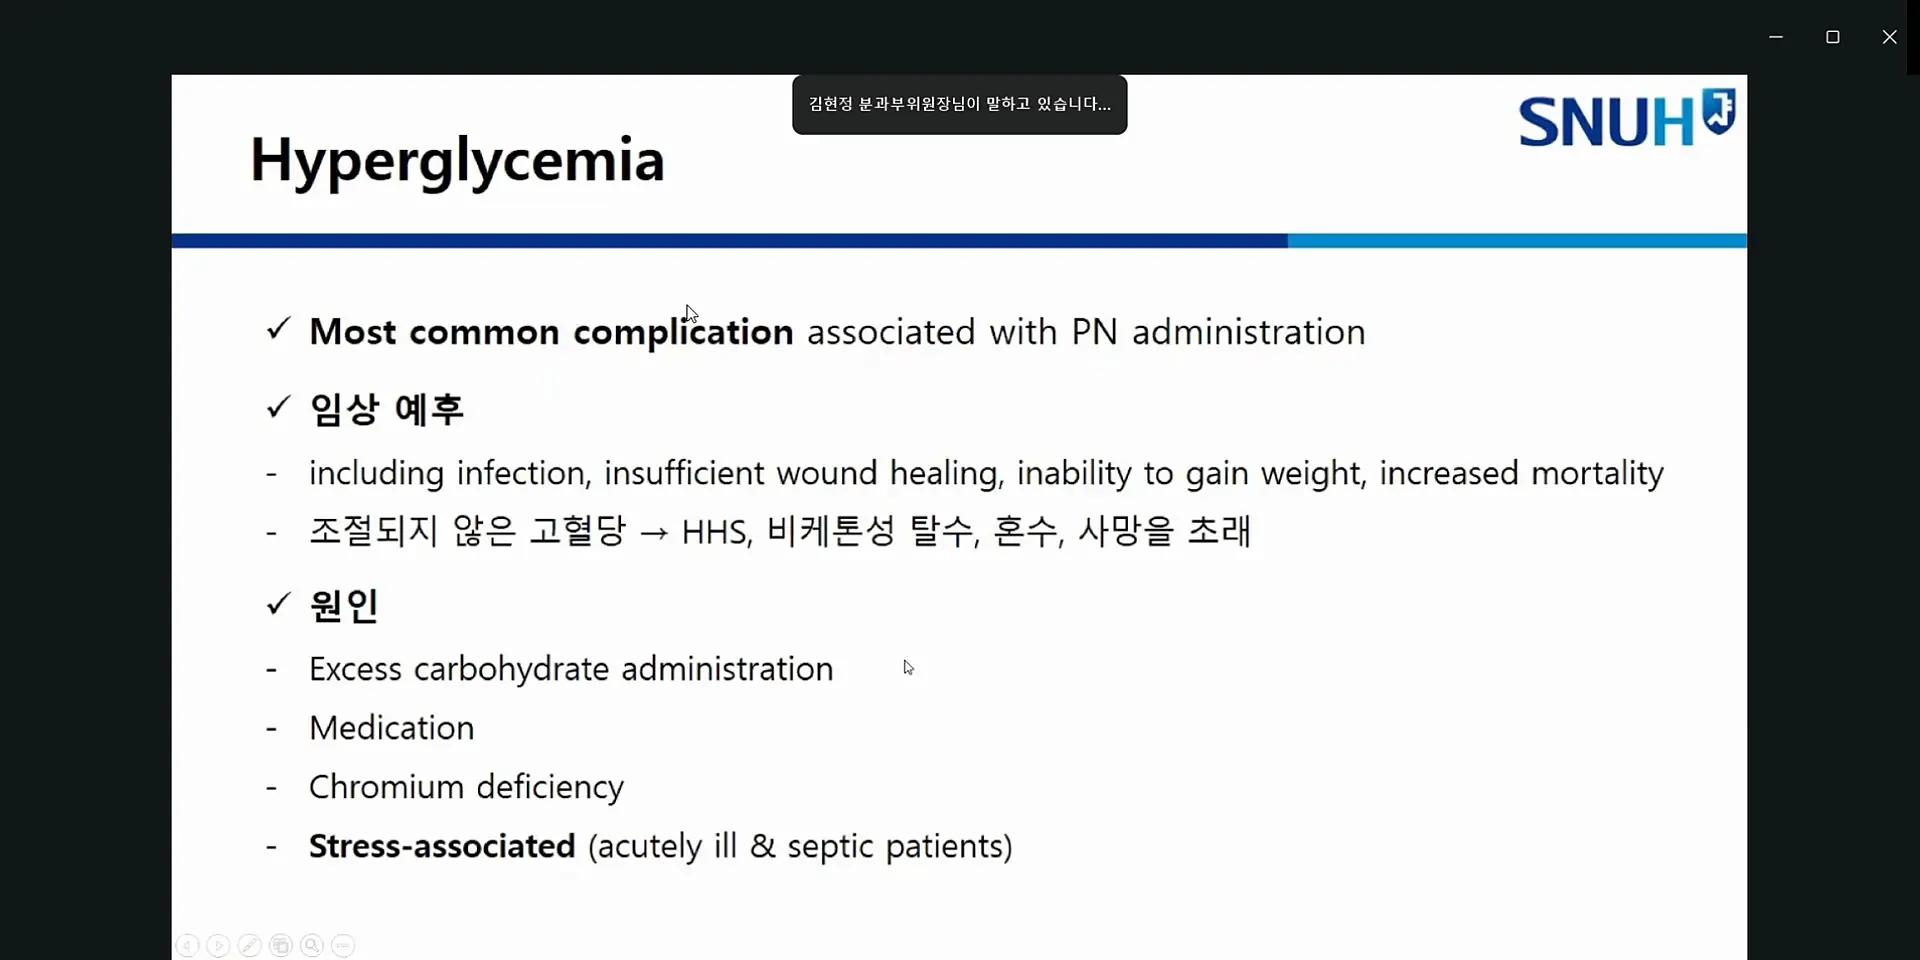 김현정 분과부위원장님이 말하고 있습니다...
SNUH
Hyperglycemia
✓ Most common complication associated with PN administration
✓ 임상 예후
- including infection, insufficient wound healing, inability to gain weight, increased mortality
- 조절되지 않은 고혈당 → HHS, 비케톤성 탈수, 혼수, 사망을 초래
✓ 원인
- Excess carbohydrate administration
- Medication
- Chromium deficiency
- Stress-associated (acutely ill & septic patients)